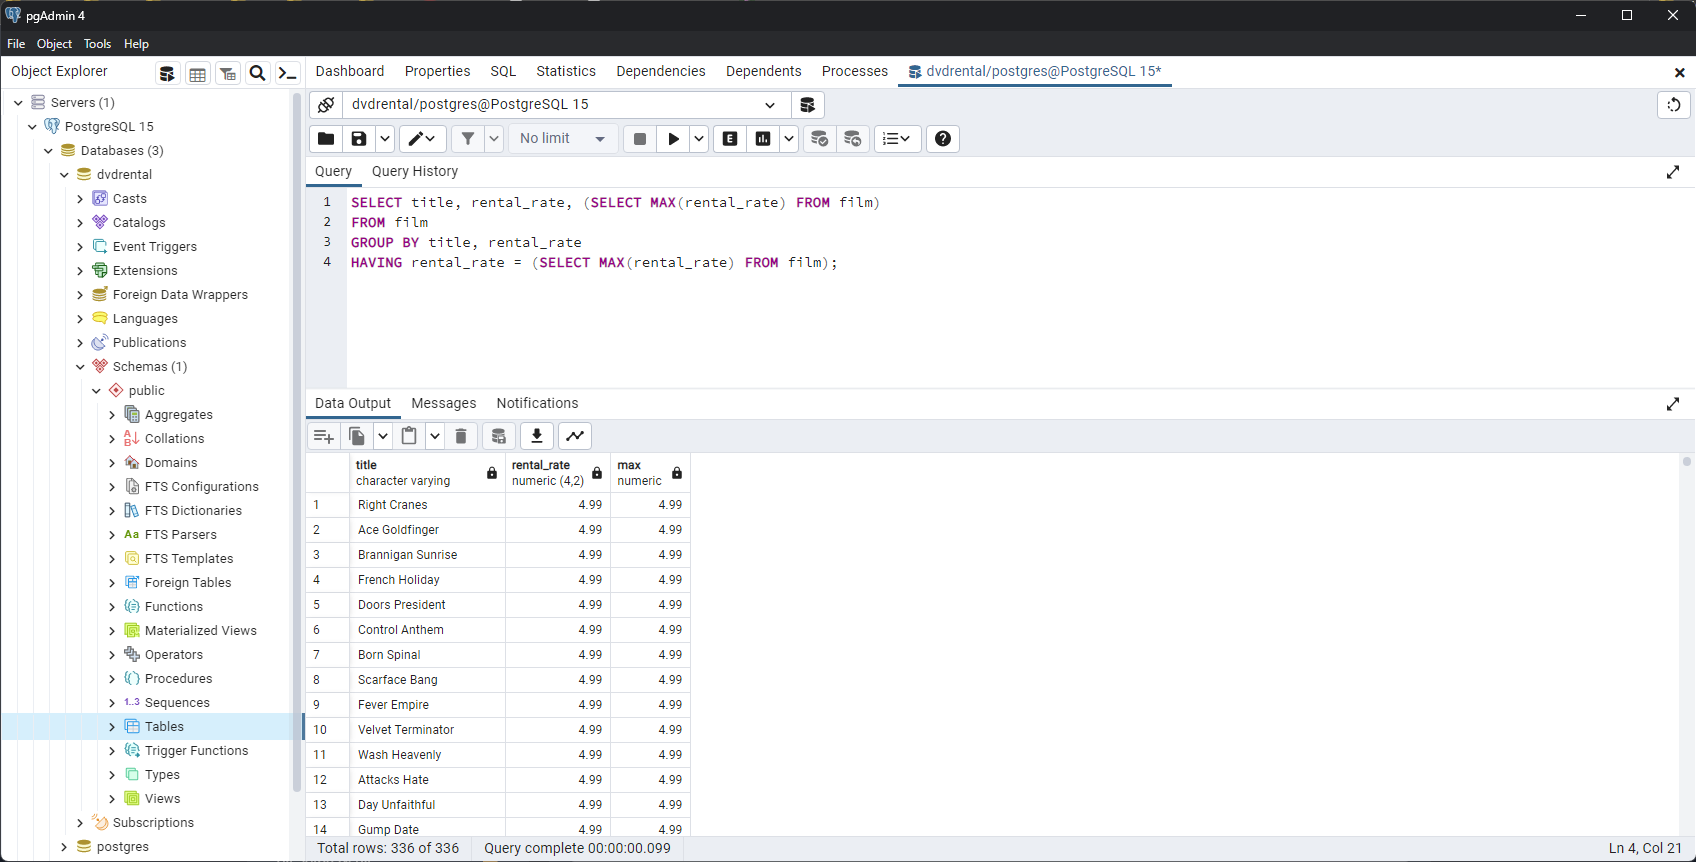 pgAdmin 4
File Object Tools Help
Object Explorer
Dashboard Properties SQL Statistics Dependencies Dependents Processes dvdrental/postgres@PostgreSQL 15*
Servers (1)
PostgreSQL 15
Databases (3)
dvdrental
Casts
Catalogs
Event Triggers
Extensions
Foreign Data Wrappers
Languages
Publications
Schemas (1)
public
Aggregates
Collations
Domains
FTS Configurations
FTS Dictionaries
Aa FTS Parsers
FTS Templates
Foreign Tables
Functions
Materialized Views
Operators
Procedures
1..3 Sequences
Tables
Trigger Functions
Types
Views
Subscriptions
postgres
dvdrental/postgres@PostgreSQL 15
No limit E
Query Query History
1 SELECT title, rental_rate, (SELECT MAX(rental_rate) FROM film)
2 FROM film
3 GROUP BY title, rental_rate
4 HAVING rental_rate = (SELECT MAX(rental_rate) FROM film);
Data Output Messages Notifications
title rental_rate max
character varying numeric (4,2) numeric
1 Right Cranes 4.99 4.99
2 Ace Goldfinger 4.99 4.99
3 Brannigan Sunrise 4.99 4.99
4 French Holiday 4.99 4.99
5 Doors President 4.99 4.99
6 Control Anthem 4.99 4.99
7 Born Spinal 4.99 4.99
8 Scarface Bang 4.99 4.99
9 Fever Empire 4.99 4.99
10 Velvet Terminator 4.99 4.99
11 Wash Heavenly 4.99 4.99
12 Attacks Hate 4.99 4.99
13 Day Unfaithful 4.99 4.99
14 Gump Date 4.99 4.99
Total rows: 336 of 336 Query complete 00:00:00.099 Ln 4, Col 21